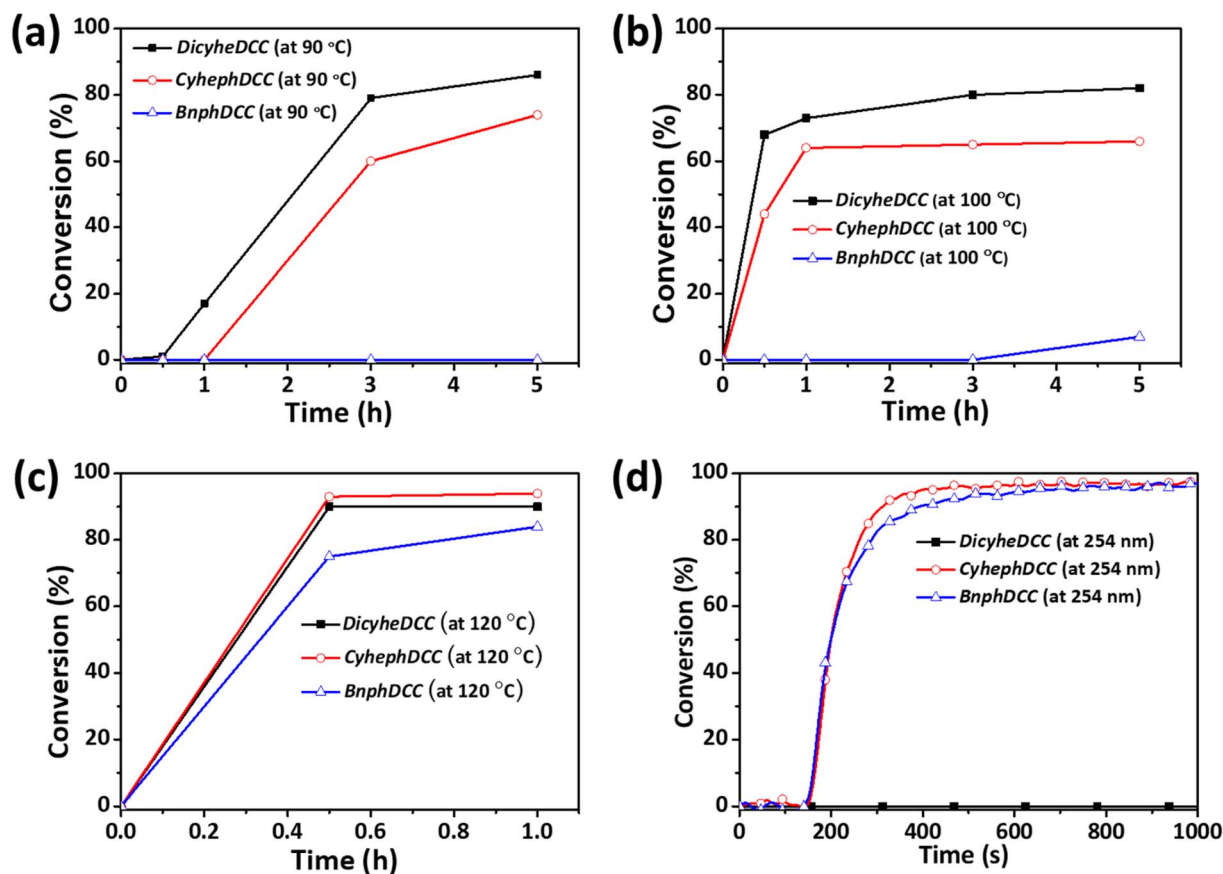 (a)
Conversion (%)
100
80
60
40
20
0
DicyheDCC (at 90 °C)
CyhephDCC (at 90 °C)
BnphDCC (at 90 °C)
0 1 2 3 4 5
Time (h)
(b)
Conversion (%)
100
80
60
40
20
0
DicyheDCC (at 100 °C)
CyhephDCC (at 100 °C)
BnphDCC (at 100 °C)
0 1 2 3 4 5
Time (h)
(c)
Conversion (%)
100
80
60
40
20
0
DicyheDCC (at 120 °C)
CyhephDCC (at 120 °C)
BnphDCC (at 120 °C)
0.0 0.2 0.4 0.6 0.8 1.0
Time (h)
(d)
Conversion (%)
100
80
60
40
20
0
DicyheDCC (at 254 nm)
CyhephDCC (at 254 nm)
BnphDCC (at 254 nm)
0 200 400 600 800 1000
Time (s)